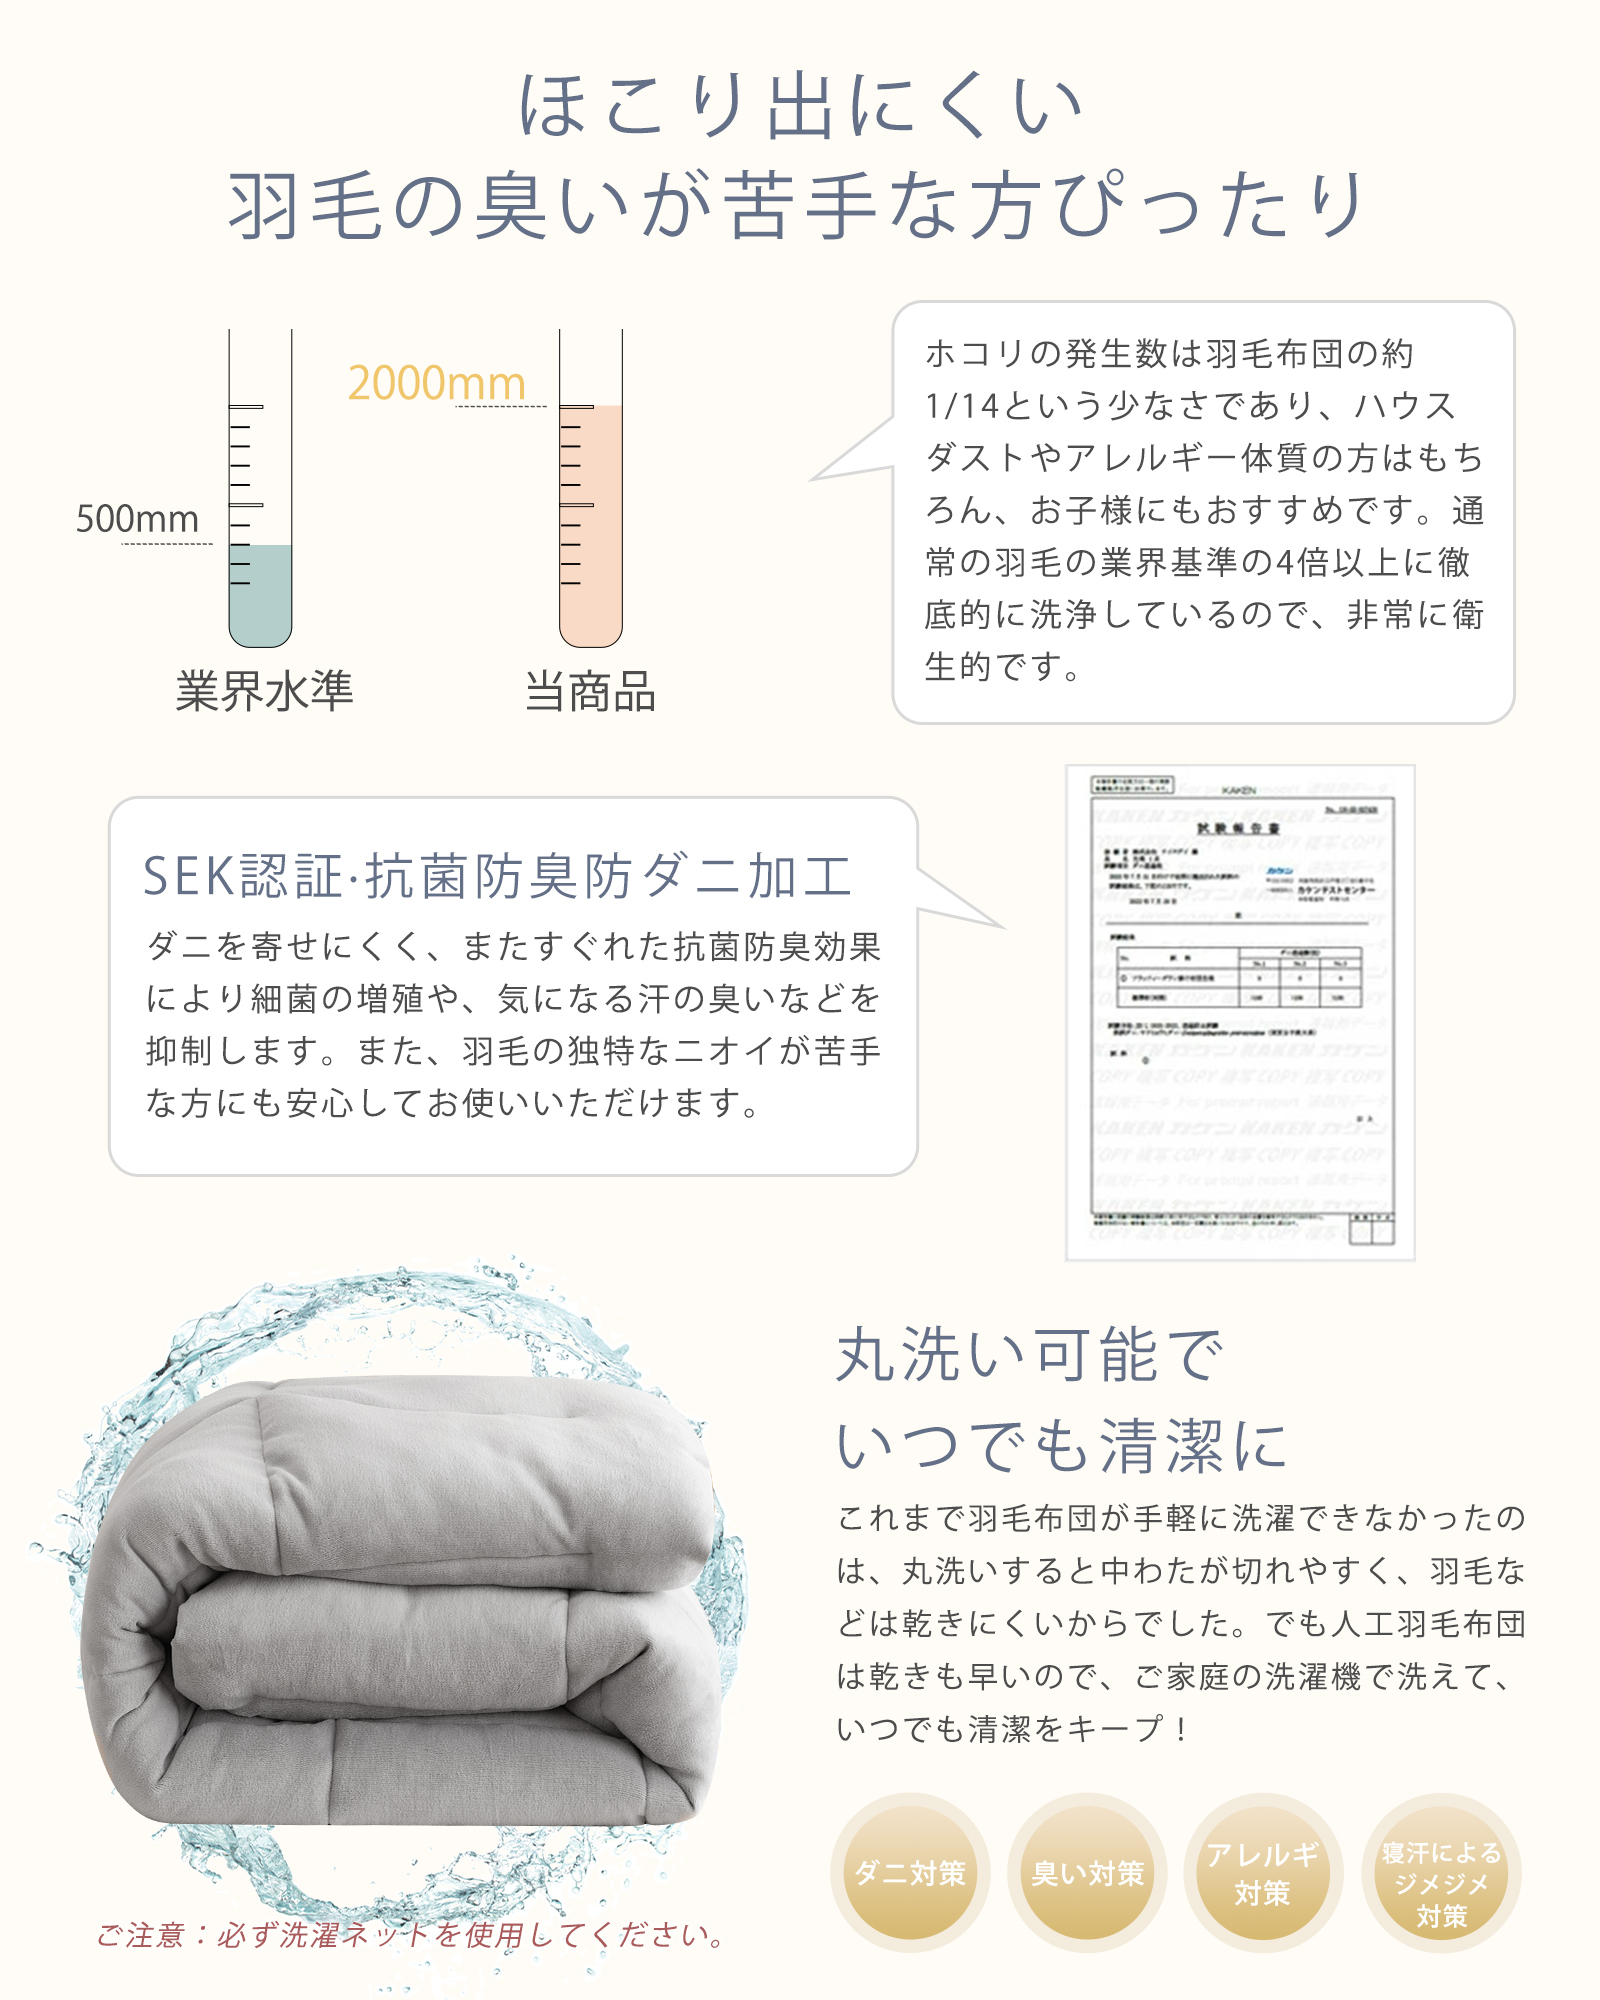 ほこり出にくい
羽毛の臭いが苦手な方ぴったり
2000mm
500mm
業界水準
当商品
ホコリの発生数は羽毛布団の約
1/14という少なさであり、ハウス
ダストやアレルギー体質の方はもち
ろん、お子様にもおすすめです。通
常の羽毛の業界基準の4倍以上に徹
底的に洗浄しているので、非常に衛
生的です。
SEK認証·抗菌防臭防ダニ加工
ダニを寄せにくく、またすぐれた抗菌防臭効果
により細菌の増殖や、気になる汗の臭いなどを
抑制します。また、羽毛の独特なニオイが苦手
な方にも安心してお使いいただけます。
KAKEN
試験報告書
カケン
カケンテストセンター
丸洗い可能で
いつでも清潔に
これまで羽毛布団が手軽に洗濯できなかったの
は、丸洗いすると中わたが切れやすく、羽毛な
どは乾きにくいからでした。でも人工羽毛布団
は乾きも早いので、ご家庭の洗濯機で洗えて、
いつでも清潔をキープ！
ダニ対策
臭い対策
アレルギ
対策
寝汗による
ジメジメ
対策
ご注意：必ず洗濯ネットを使用してください。